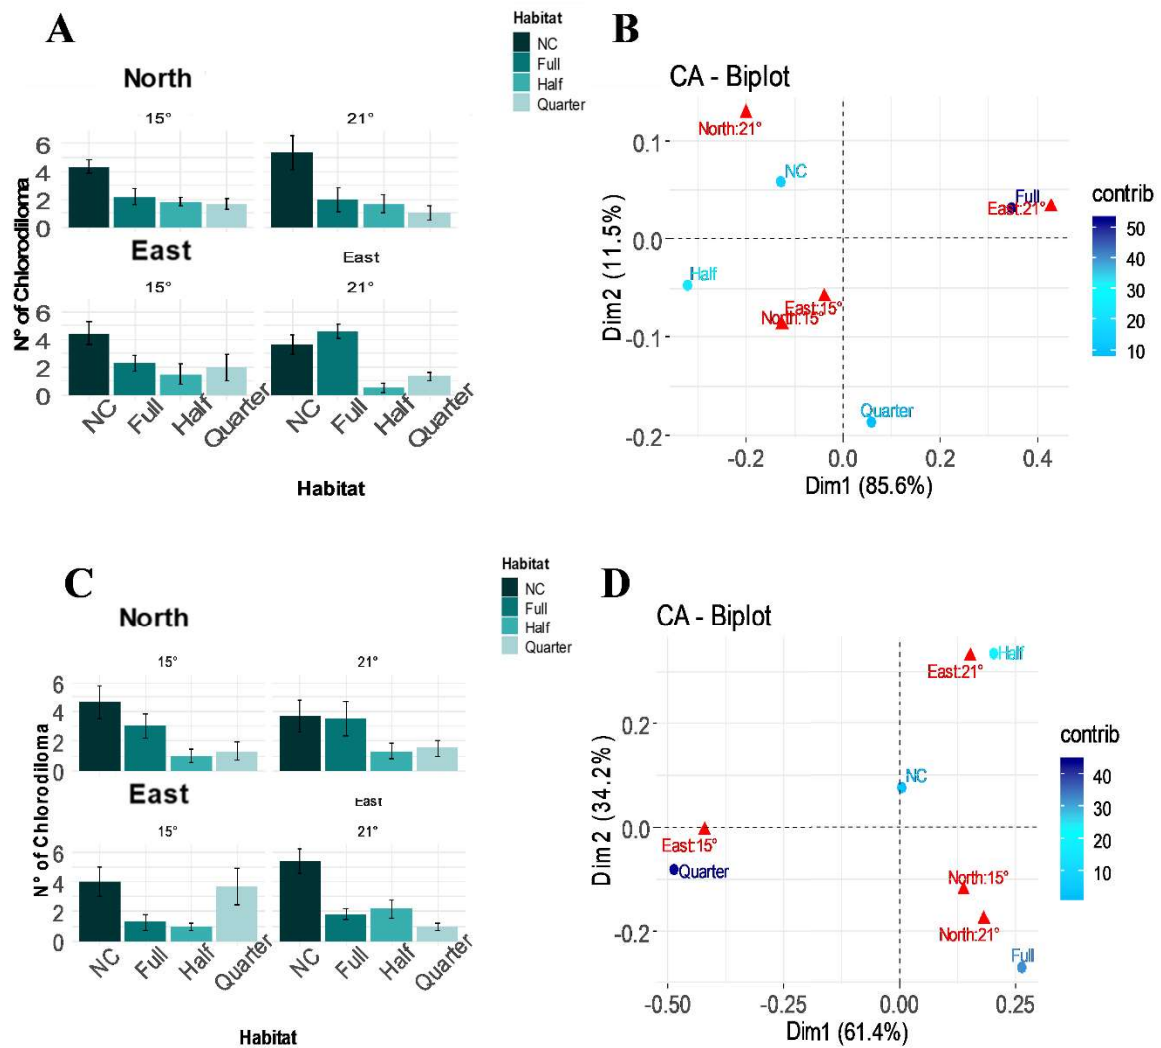 A
North
Habitat
NC
Full
Half
Quarter
15°
21°
6
4
2
0
East
East
15°
21°
6
4
2
0
N° of Chlorodiloma
NC
Full
Half
Quarter
NC
Full
Half
Quarter
Habitat
B
CA - Biplot
North:21°
NC
Full
East:21°
Half
East:15°
North:15°
Quarter
0.1
0.0
-0.1
-0.2
Dim2 (11.5%)
-0.2
0.0
0.2
0.4
Dim1 (85.6%)
contrib
50
40
30
20
10
C
North
Habitat
NC
Full
Half
Quarter
15°
21°
6
4
2
0
East
East
15°
21°
6
4
2
0
N° of Chlorodiloma
NC
Full
Half
Quarter
NC
Full
Half
Quarter
Habitat
D
CA - Biplot
East:21°
Half
NC
East:15°
Quarter
North:15°
North:21°
Full
0.2
0.0
-0.2
Dim2 (34.2%)
-0.50
-0.25
0.00
0.25
Dim1 (61.4%)
contrib
40
30
20
10